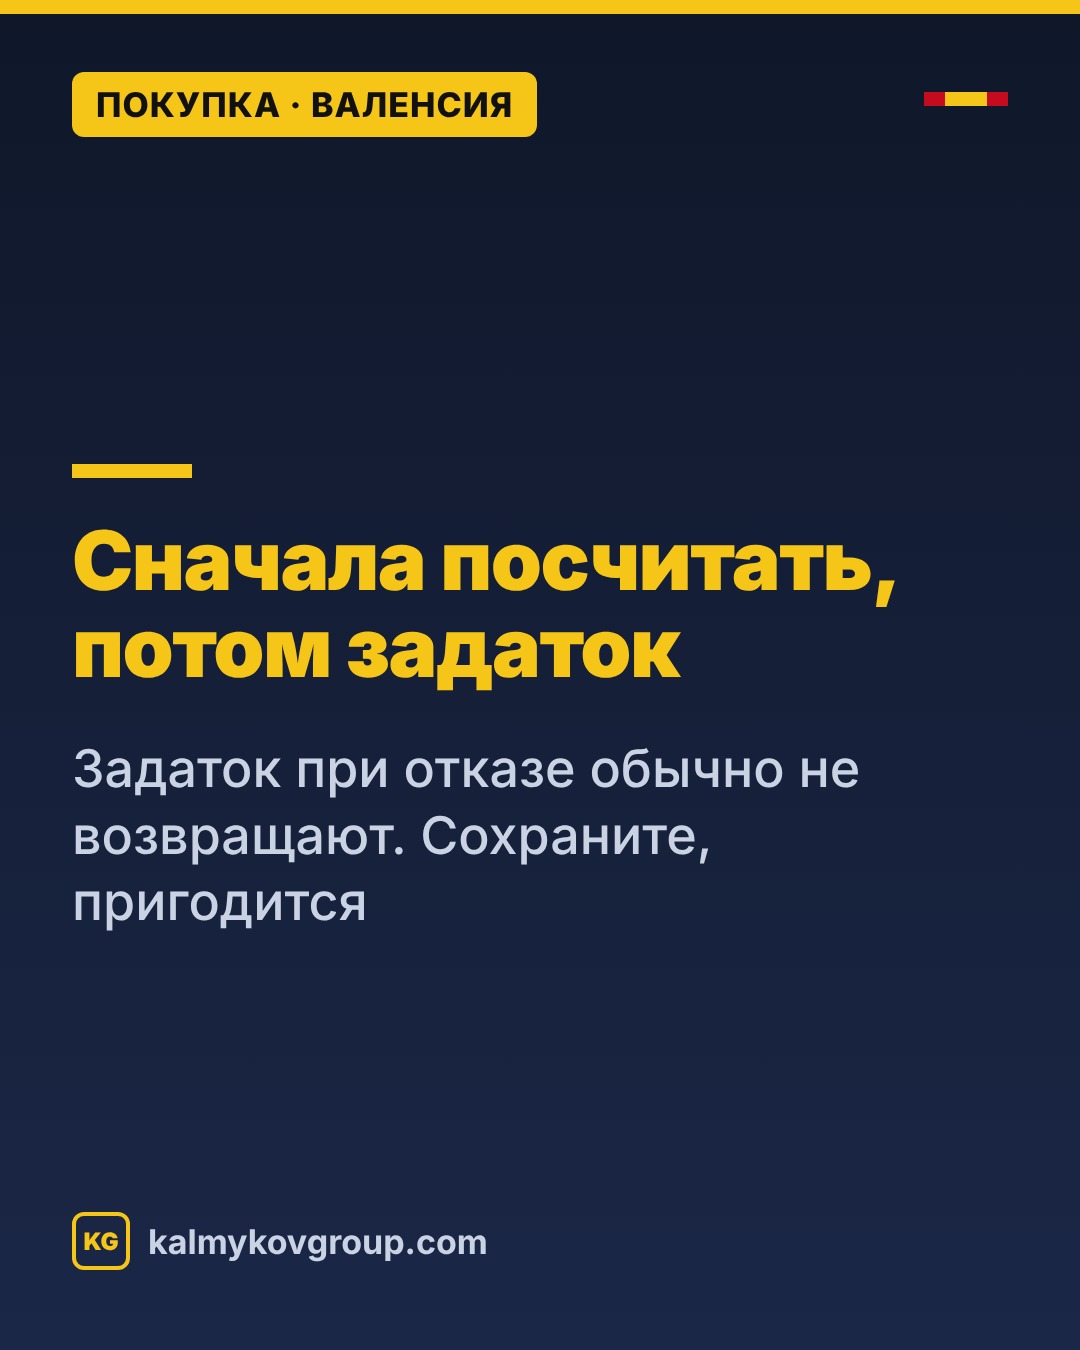 ПОКУПКА · ВАЛЕНСИЯ
Сначала посчитать,
потом задаток
Задаток при отказе обычно не
возвращают. Сохраните,
пригодится
KG kalmykovgroup.com